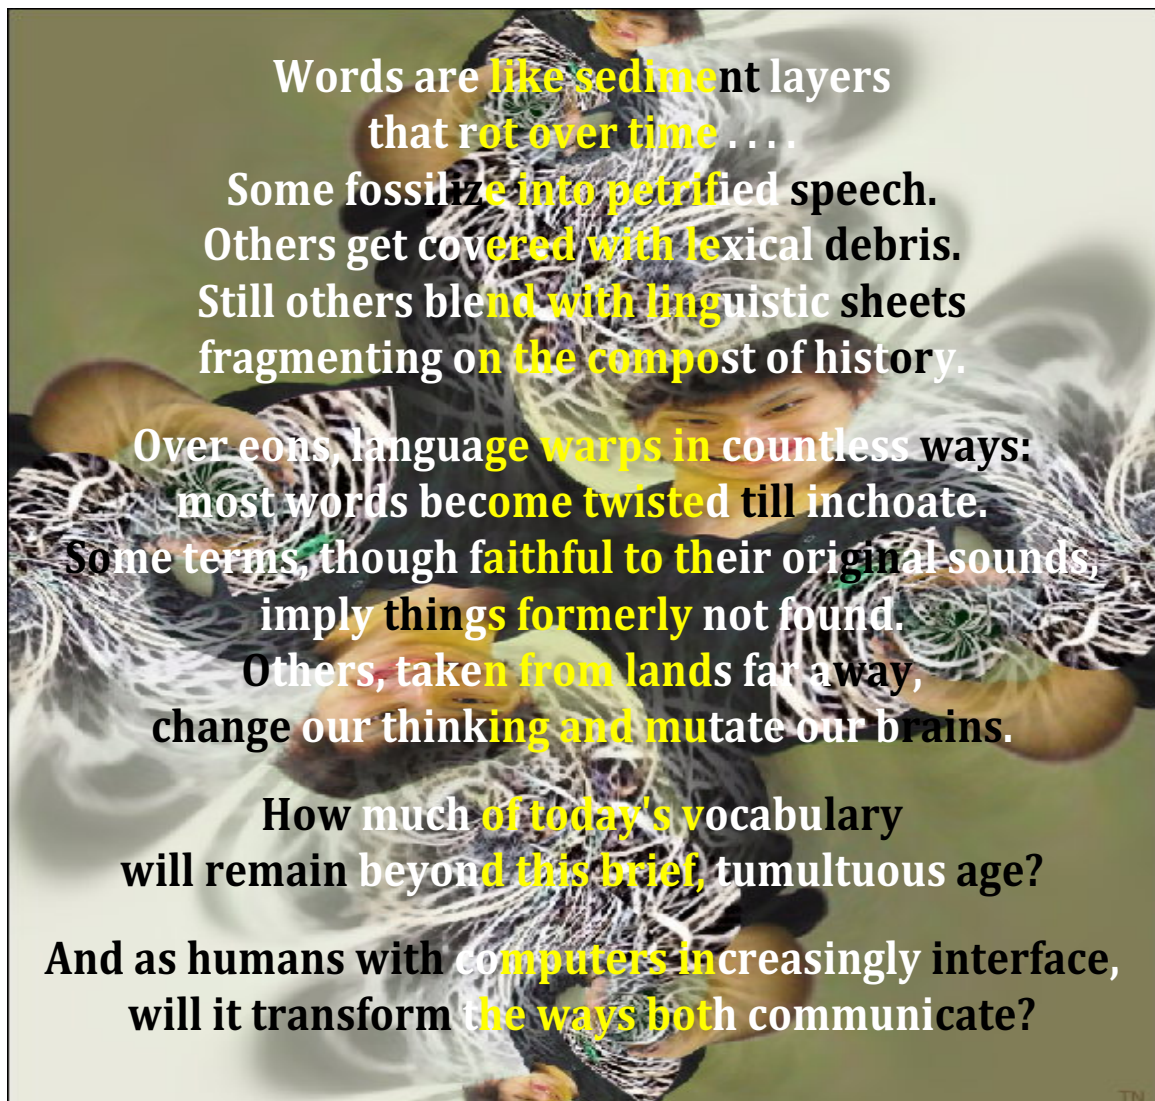 Words are like sediment layers
that rot over time . . . .
Some fossilize into petrified speech.
Others get covered with lexical debris.
Still others blend with linguistic sheets
fragmenting on the compost of history.
Over eons, language warps in countless ways:
most words become twisted till inchoate.
Some terms, though faithful to their original sounds,
imply things formerly not found.
Others, taken from lands far away,
change our thinking and mutate our brains.
How much of today's vocabulary
will remain beyond this brief, tumultuous age?
And as humans with computers increasingly interface,
will it transform the ways both communicate?
TN